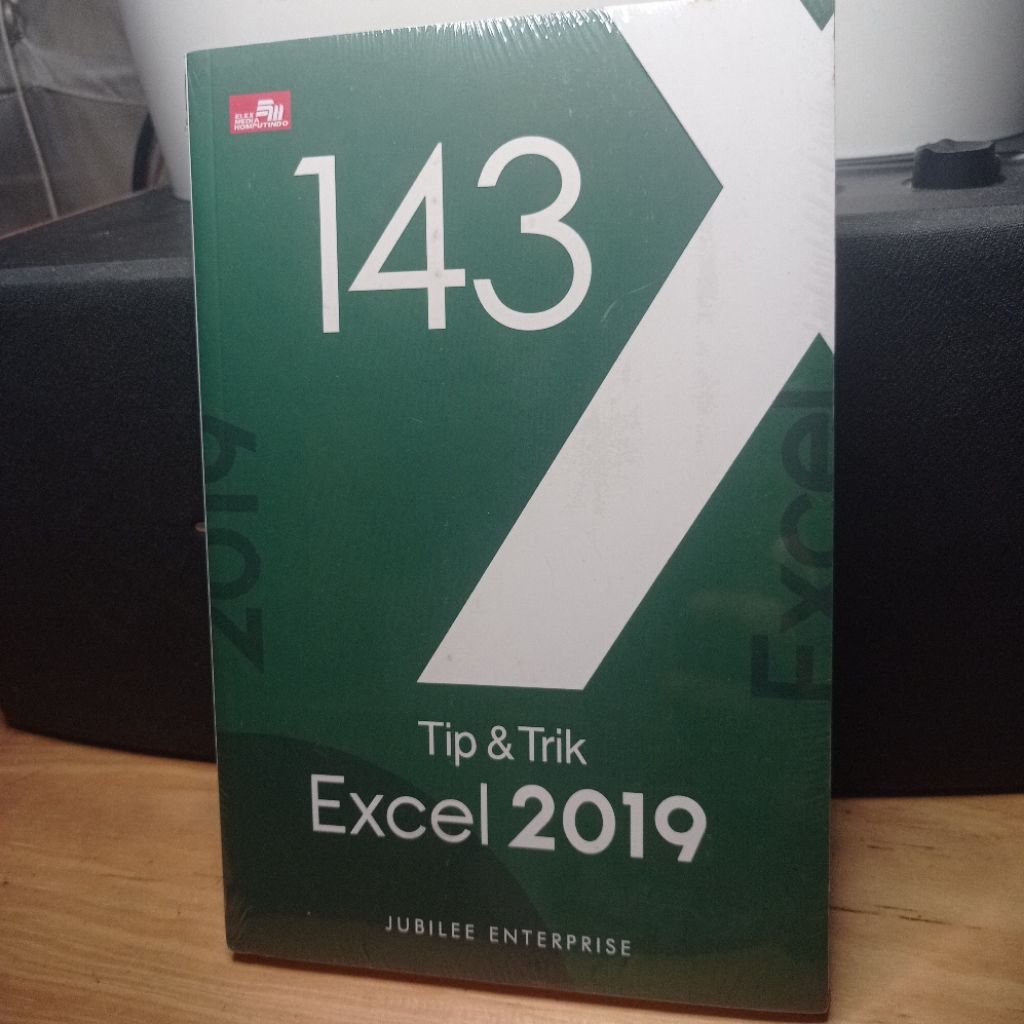 ELEX
MEDIA
KOMPUTINDO
143
2019
Excel
Tip & Trik
Excel 2019
JUBILEE ENTERPRISE